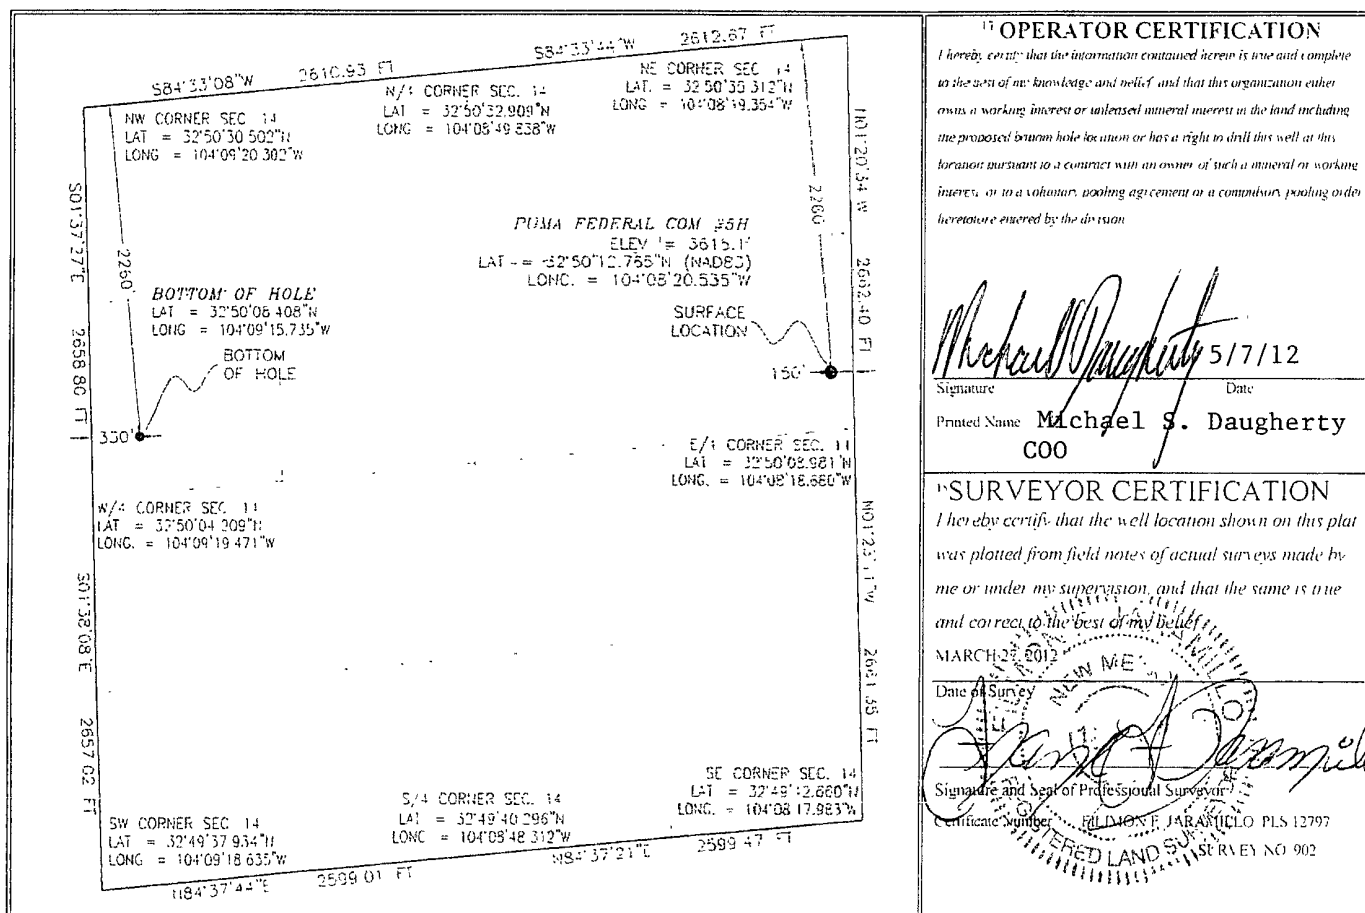 S84°33'08"W 2610.93 FT
S84°33'44"W 2612.67 FT
NW CORNER SEC 14
LAT = 32°50'30.502"N
LONG = 104°09'20.302"W
N/4 CORNER SEC. 14
LAT = 32°50'32.909"N
LONG = 104°08'49.838"W
NE CORNER SEC 14
LAT. = 32°50'35.312"N
LONG = 104°08'19.354"W
S01°37'27"E 2658.80 FT
2260'
2260'
N01°20'34"W 2662.40 FT
PUMA FEDERAL COM #5H
ELEV = 3615.1'
LAT = 32°50'12.765"N (NAD83)
LONG. = 104°08'20.535"W
BOTTOM OF HOLE
LAT = 32°50'08.408"N
LONG = 104°09'15.735"W
SURFACE
LOCATION
BOTTOM
OF HOLE
150'
330'
E/4 CORNER SEC. 14
LAT = 32°50'08.981"N
LONG. = 104°08'18.680"W
W/4 CORNER SEC 14
LAT = 32°50'04.209"N
LONG. = 104°09'19.471"W
S01°38'08"E 2657.02 FT
2661.55 FT
SE CORNER SEC. 14
LAT = 32°49'42.660"N
LONG. = 104°08'17.983"W
S/4 CORNER SEC. 14
LAT = 32°49'40.296"N
LONG = 104°08'48.312"W
SW CORNER SEC 14
LAT = 32°49'37.934"N
LONG = 104°09'18.635"W
N84°37'44"E 2599.01 FT
N84°37'21"E 2599.47 FT
17 OPERATOR CERTIFICATION
I hereby certify that the information contained herein is true and complete
to the best of my knowledge and belief, and that this organization either
owns a working interest or unleased mineral interest in the land including
the proposed bottom hole location or has a right to drill this well at this
location pursuant to a contract with an owner of such a mineral or working
interest, or to a voluntary pooling agreement or a compulsory pooling order
heretofore entered by the division
Michael S Daugherty 5/7/12
Signature Date
Printed Name Michael S. Daugherty
COO
SURVEYOR CERTIFICATION
I hereby certify that the well location shown on this plat
was plotted from field notes of actual surveys made by
me or under my supervision, and that the same is true
and correct to the best of my belief
MARCH 27, 2012
Date of Survey
NEW ME
REGISTERED LAND SURV
Signature and Seal of Professional Surveyor
Certificate Number FILIMON F. JARAMILLO PLS 12797
SURVEY NO 902